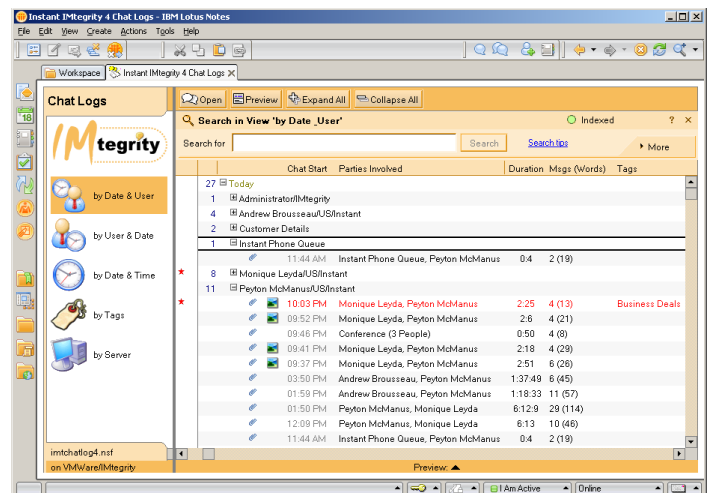 Instant IMtegrity 4 Chat Logs - IBM Lotus Notes
File Edit View Create Actions Tools Help
Workspace Instant IMtegrity 4 Chat Logs
18
Chat Logs
IMtegrity
by Date & User
by User & Date
by Date & Time
by Tags
by Server
imtchatlog4.nsf
on VMWare/IMtegrity
Open Preview Expand All Collapse All
Search in View 'by Date _User' Indexed ? ×
Search for Search Search tips More
Chat Start Parties Involved Duration Msgs (Words) Tags
27 Today
1 Administrator/IMtegrity
4 Andrew Brousseau/US/Instant
2 Customer Details
1 Instant Phone Queue
11:44 AM Instant Phone Queue, Peyton McManus 0:4 2 (19)
* 8 Monique Leyda/US/Instant
11 Peyton McManus/US/Instant
* 10:03 PM Monique Leyda, Peyton McManus 2:25 4 (13) Business Deals
09:52 PM Monique Leyda, Peyton McManus 2:6 4 (21)
09:46 PM Conference (3 People) 0:50 4 (8)
09:41 PM Monique Leyda, Peyton McManus 2:18 4 (29)
09:37 PM Monique Leyda, Peyton McManus 2:51 6 (26)
03:50 PM Andrew Brousseau, Peyton McManus 1:37:49 6 (45)
01:59 PM Andrew Brousseau, Peyton McManus 1:18:33 11 (57)
01:50 PM Peyton McManus, Monique Leyda 6:12:9 29 (114)
12:09 PM Peyton McManus, Monique Leyda 6:13 10 (46)
11:44 AM Instant Phone Queue, Peyton McManus 0:4 2 (19)
Preview:
I Am Active Online